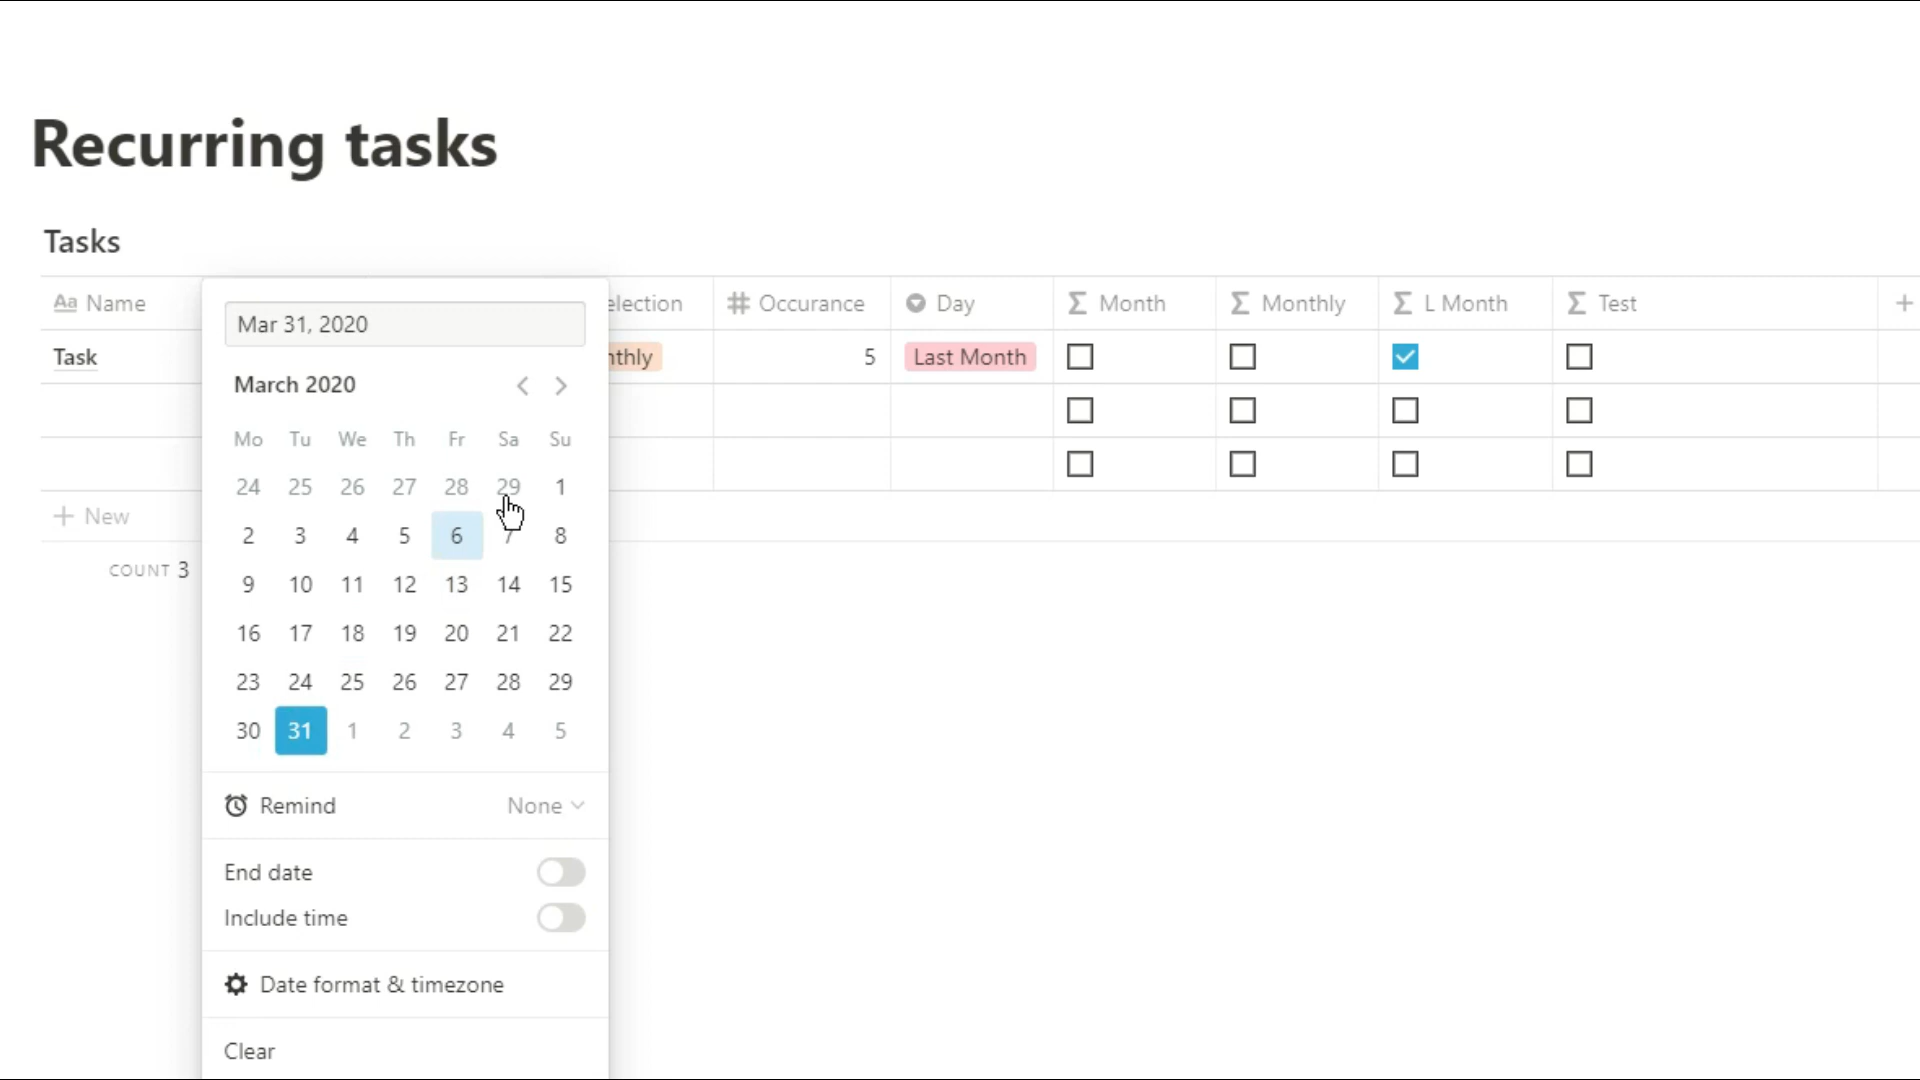 Recurring tasks
Tasks
Aa Name
election
# Occurance
Day
Σ Month
Σ Monthly
Σ L Month
Σ Test
+
Task
nthly
5
Last Month
+ New
COUNT 3
Mar 31, 2020
March 2020
Mo Tu We Th Fr Sa Su
24 25 26 27 28 29 1
2 3 4 5 6 7 8
9 10 11 12 13 14 15
16 17 18 19 20 21 22
23 24 25 26 27 28 29
30 31 1 2 3 4 5
Remind None
End date
Include time
Date format & timezone
Clear